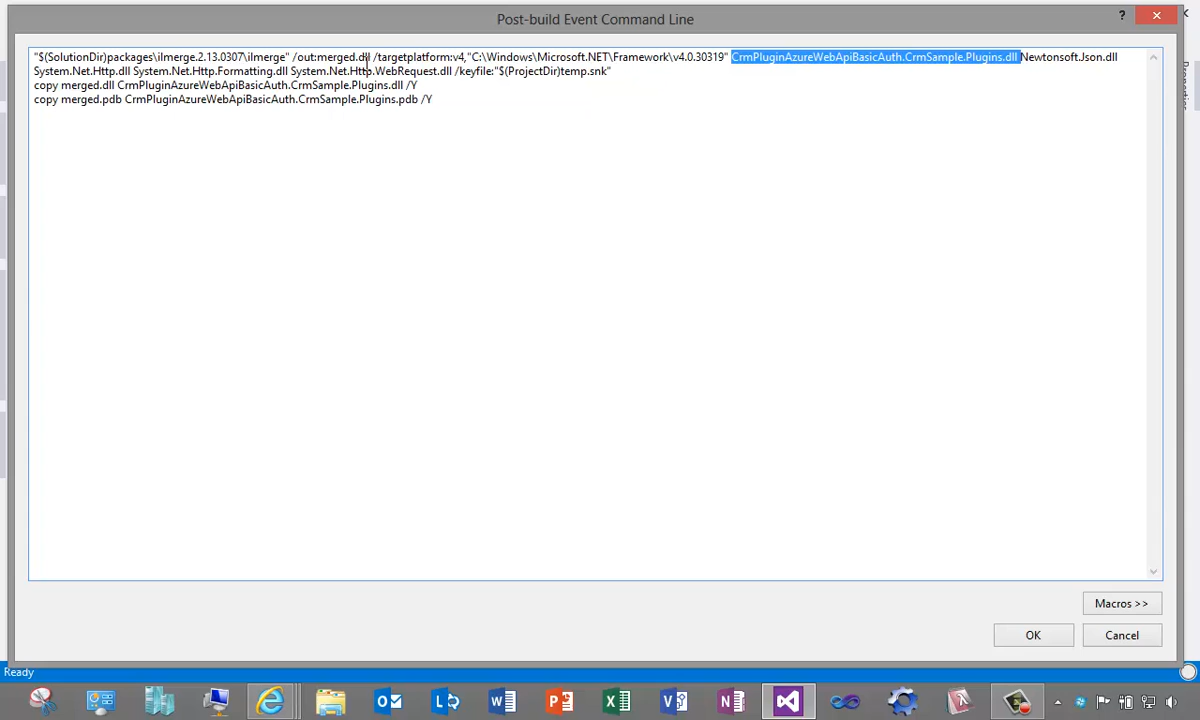 Post-build Event Command Line
?
"$(SolutionDir)packages\ilmerge.2.13.0307\ilmerge" /out:merged.dll /targetplatform:v4,"C:\Windows\Microsoft.NET\Framework\v4.0.30319" CrmPluginAzureWebApiBasicAuth.CrmSample.Plugins.dll Newtonsoft.Json.dll
System.Net.Http.dll System.Net.Http.Formatting.dll System.Net.Http.WebRequest.dll /keyfile:"$(ProjectDir)temp.snk"
copy merged.dll CrmPluginAzureWebApiBasicAuth.CrmSample.Plugins.dll /Y
copy merged.pdb CrmPluginAzureWebApiBasicAuth.CrmSample.Plugins.pdb /Y
Properties
Macros >>
OK
Cancel
Ready